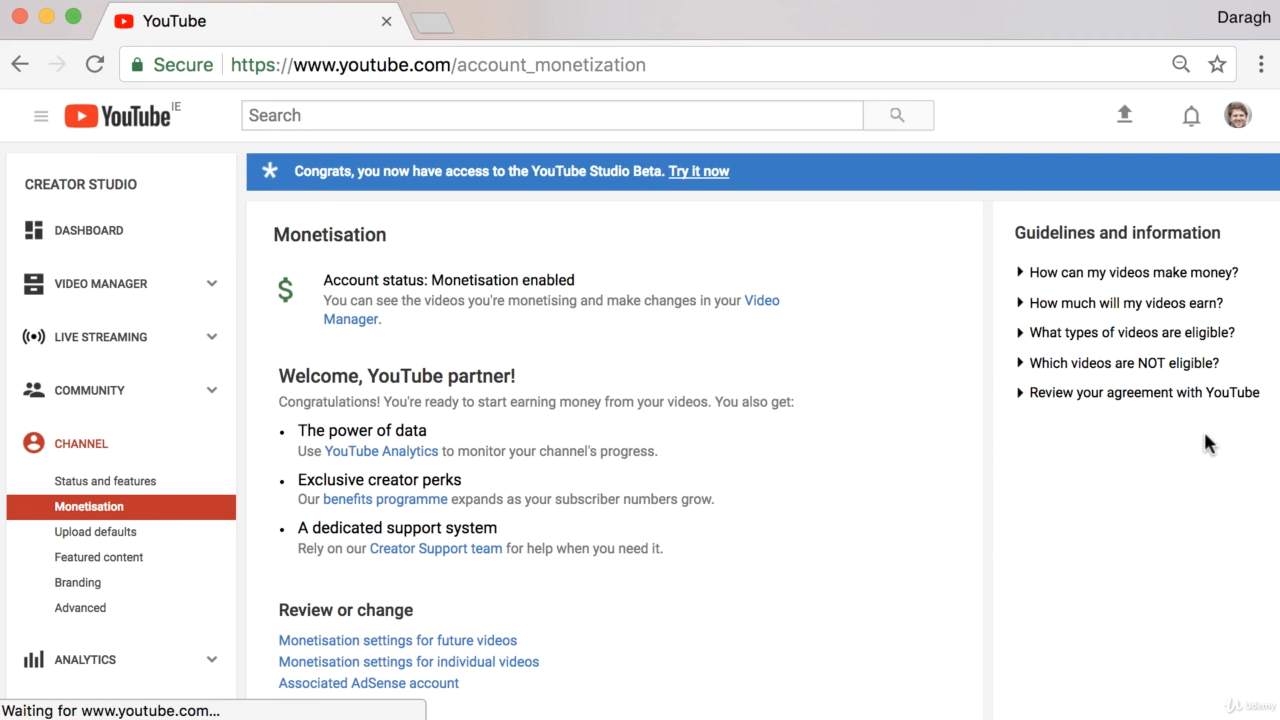 YouTube
Daragh
Secure https://www.youtube.com/account_monetization
YouTube IE
Search
CREATOR STUDIO
DASHBOARD
VIDEO MANAGER
LIVE STREAMING
COMMUNITY
CHANNEL
Status and features
Monetisation
Upload defaults
Featured content
Branding
Advanced
ANALYTICS
Congrats, you now have access to the YouTube Studio Beta. Try it now
Monetisation
$
Account status: Monetisation enabled
You can see the videos you're monetising and make changes in your Video
Manager.
Welcome, YouTube partner!
Congratulations! You're ready to start earning money from your videos. You also get:
• The power of data
Use YouTube Analytics to monitor your channel's progress.
• Exclusive creator perks
Our benefits programme expands as your subscriber numbers grow.
• A dedicated support system
Rely on our Creator Support team for help when you need it.
Review or change
Monetisation settings for future videos
Monetisation settings for individual videos
Associated AdSense account
Guidelines and information
How can my videos make money?
How much will my videos earn?
What types of videos are eligible?
Which videos are NOT eligible?
Review your agreement with YouTube
Waiting for www.youtube.com...
Udemy